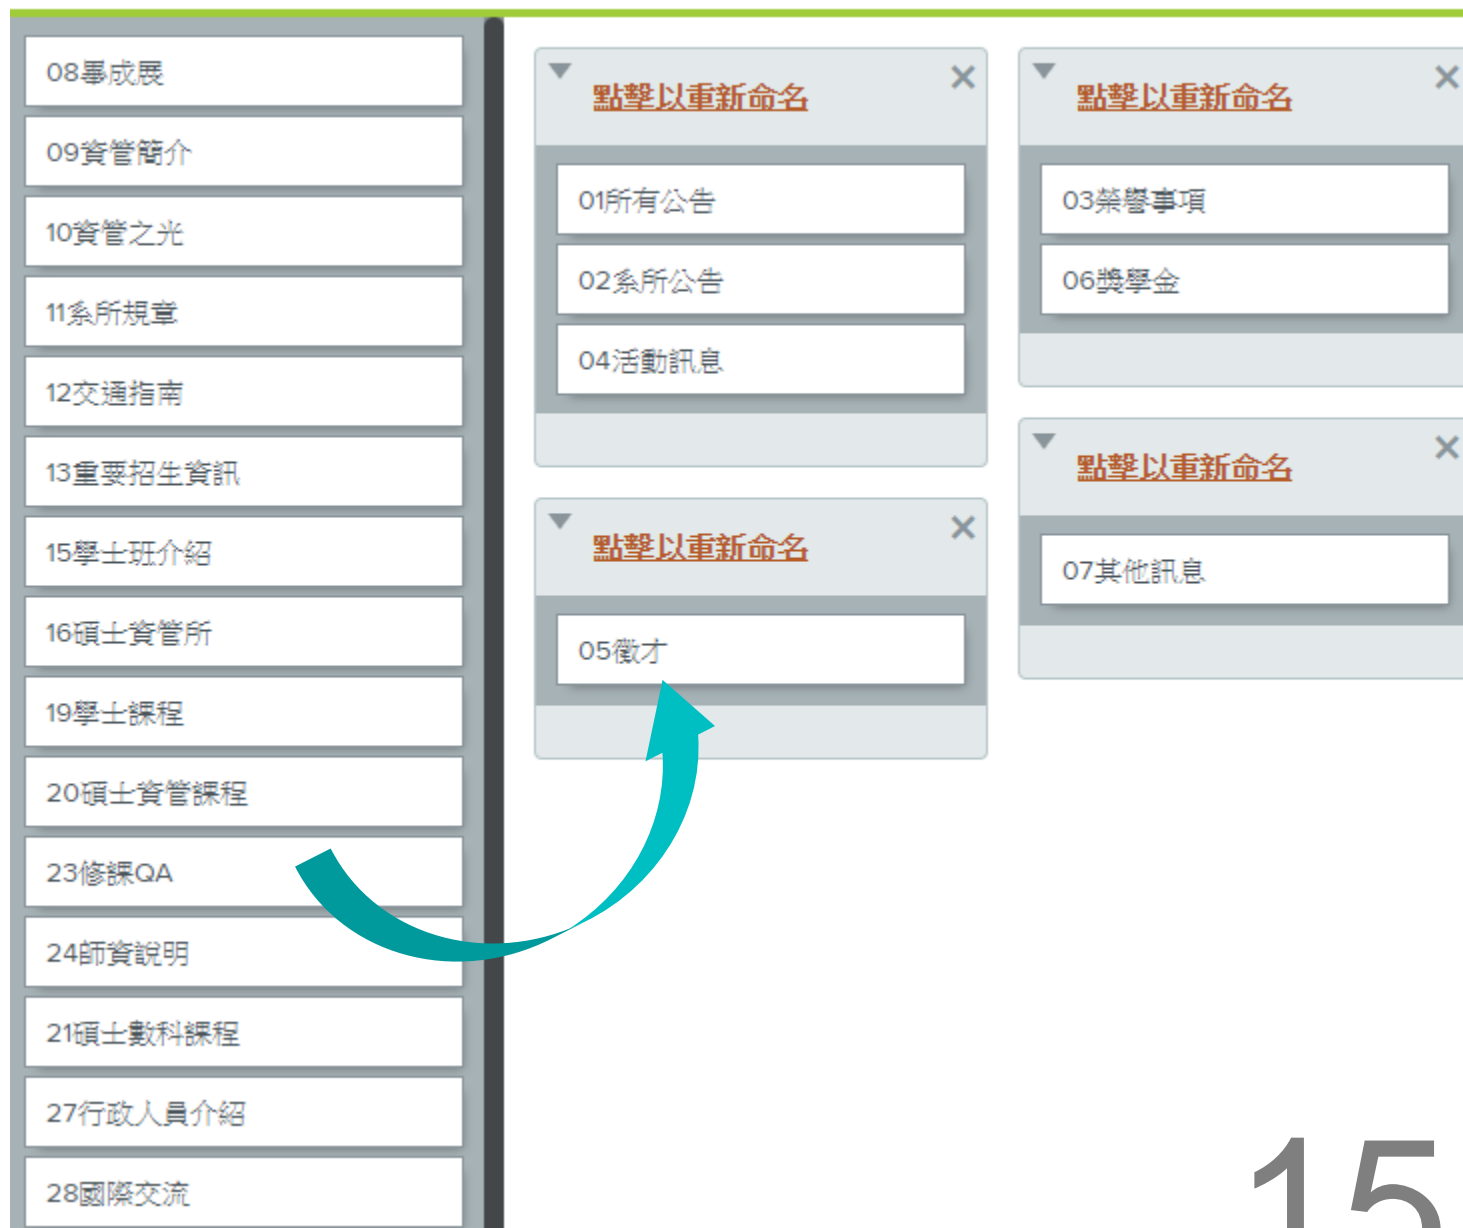 08畢成展
09資管簡介
10資管之光
11系所規章
12交通指南
13重要招生資訊
15學士班介紹
16碩士資管所
19學士課程
20碩士資管課程
23修課QA
24師資說明
21碩士數科課程
27行政人員介紹
28國際交流
點擊以重新命名
01所有公告
02系所公告
04活動訊息
點擊以重新命名
05徵才
點擊以重新命名
03榮譽事項
06獎學金
點擊以重新命名
07其他訊息
15